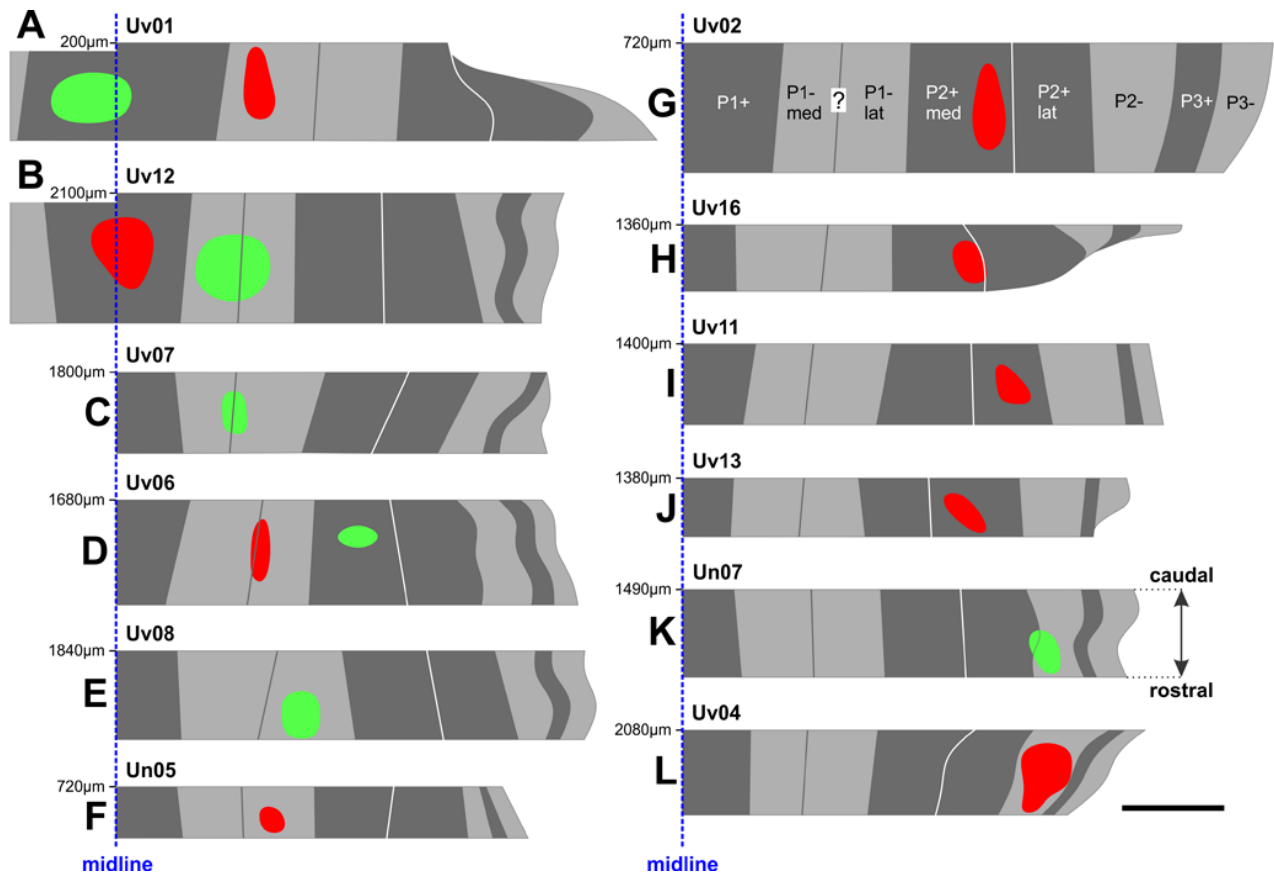 A
Uv01
200µm
B
Uv12
2100µm
C
Uv07
1800µm
D
Uv06
1680µm
E
Uv08
1840µm
F
Un05
720µm
midline
G
Uv02
720µm
P1+
P1-
med
?
P1-
lat
P2+
med
P2+
lat
P2-
P3+
P3-
H
Uv16
1360µm
I
Uv11
1400µm
J
Uv13
1380µm
K
Un07
1490µm
caudal
rostral
L
Uv04
2080µm
midline